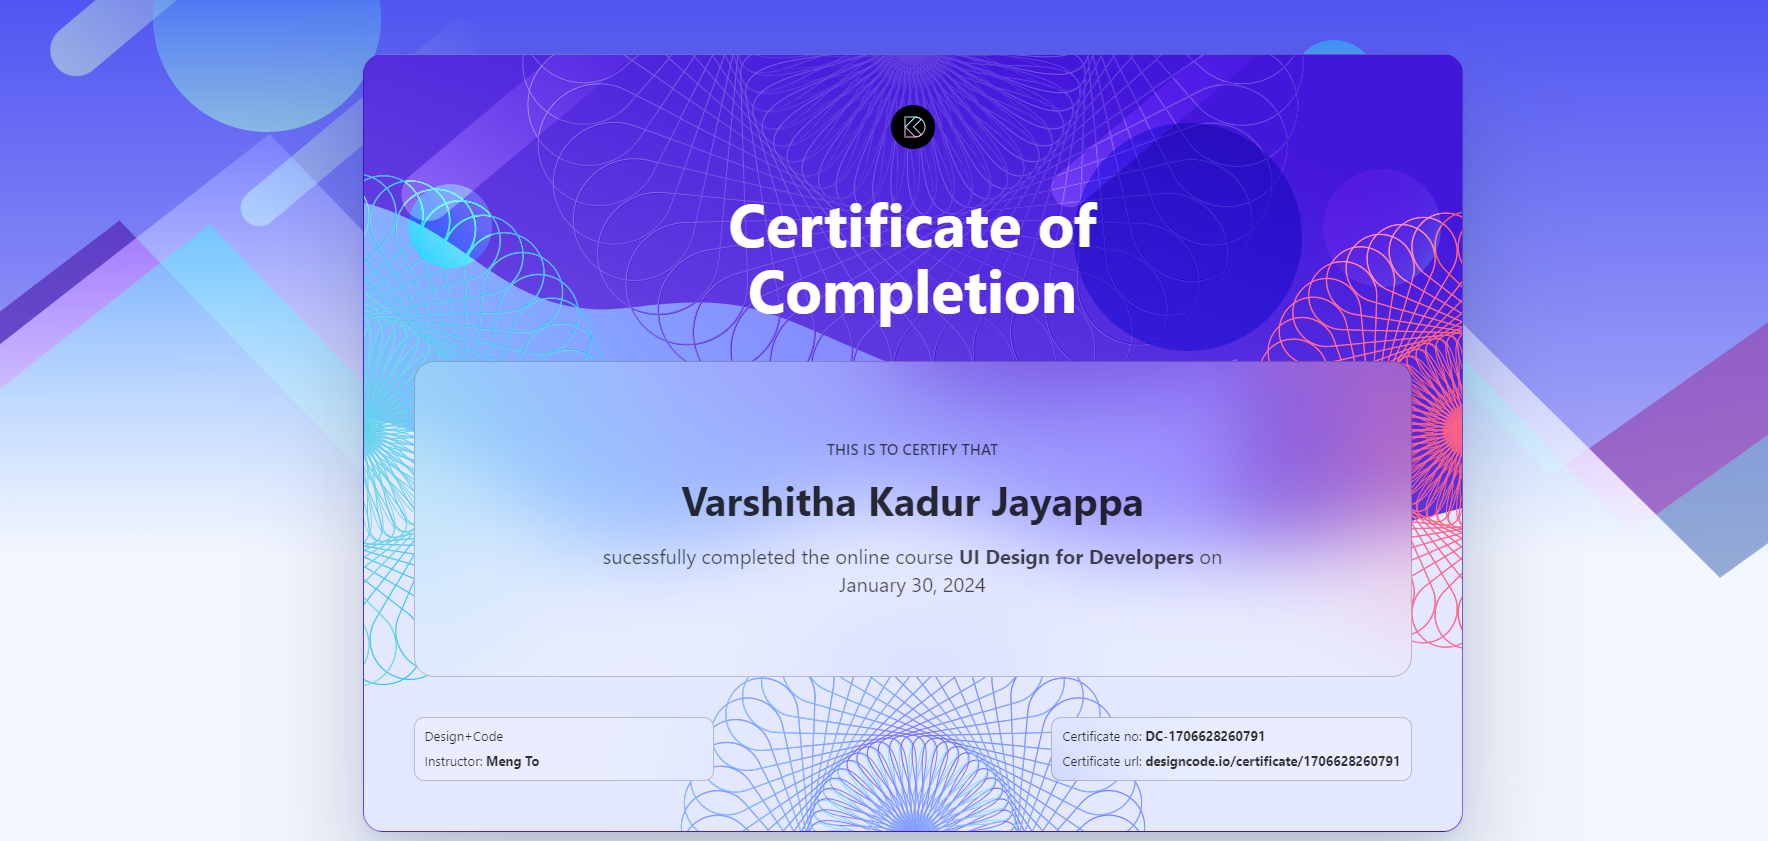 Certificate of
Completion
THIS IS TO CERTIFY THAT
Varshitha Kadur Jayappa
sucessfully completed the online course UI Design for Developers on
January 30, 2024
Design+Code
Instructor: Meng To
Certificate no: DC-1706628260791
Certificate url: designcode.io/certificate/1706628260791